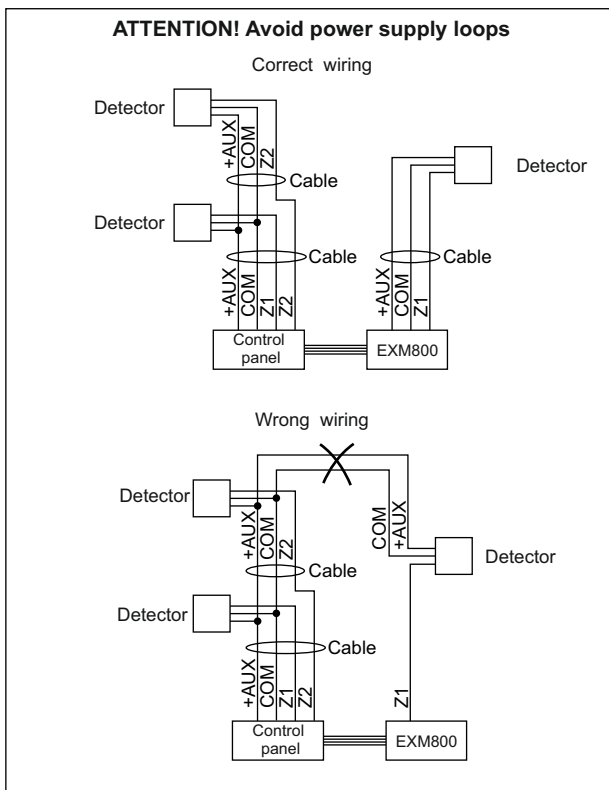 ATTENTION! Avoid power supply loops
Correct wiring
Detector
+AUX
COM
Z2
Cable
Detector
Detector
Cable
Cable
+AUX
COM
Z1
Z2
+AUX
COM
Z1
Control
panel
EXM800
Wrong wiring
Detector
+AUX
COM
Z2
COM
+AUX
Detector
Cable
Detector
Cable
+AUX
COM
Z1
Z2
Z1
Control
panel
EXM800